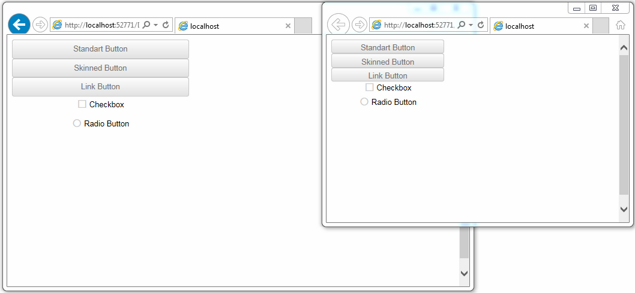 http://localhost:52771/I
localhost
Standart Button
Skinned Button
Link Button
Checkbox
Radio Button
http://localhost:52771/
localhost
Standart Button
Skinned Button
Link Button
Checkbox
Radio Button